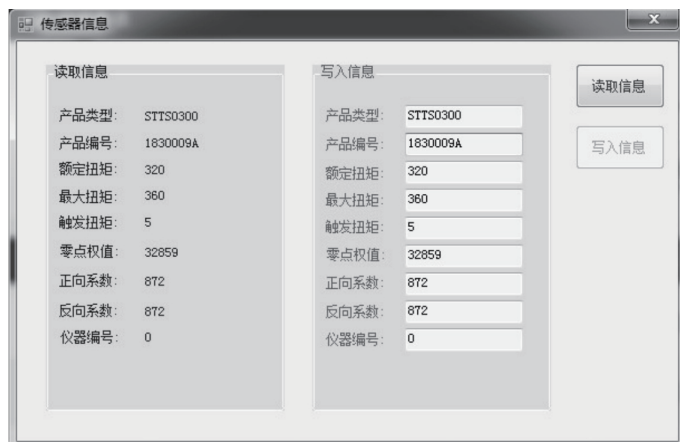 传感器信息
读取信息
产品类型: STTS0300
产品编号: 1830009A
额定扭矩: 320
最大扭矩: 360
触发扭矩: 5
零点权值: 32859
正向系数: 872
反向系数: 872
仪器编号: 0
写入信息
产品类型: STTS0300
产品编号: 1830009A
额定扭矩: 320
最大扭矩: 360
触发扭矩: 5
零点权值: 32859
正向系数: 872
反向系数: 872
仪器编号: 0
读取信息
写入信息